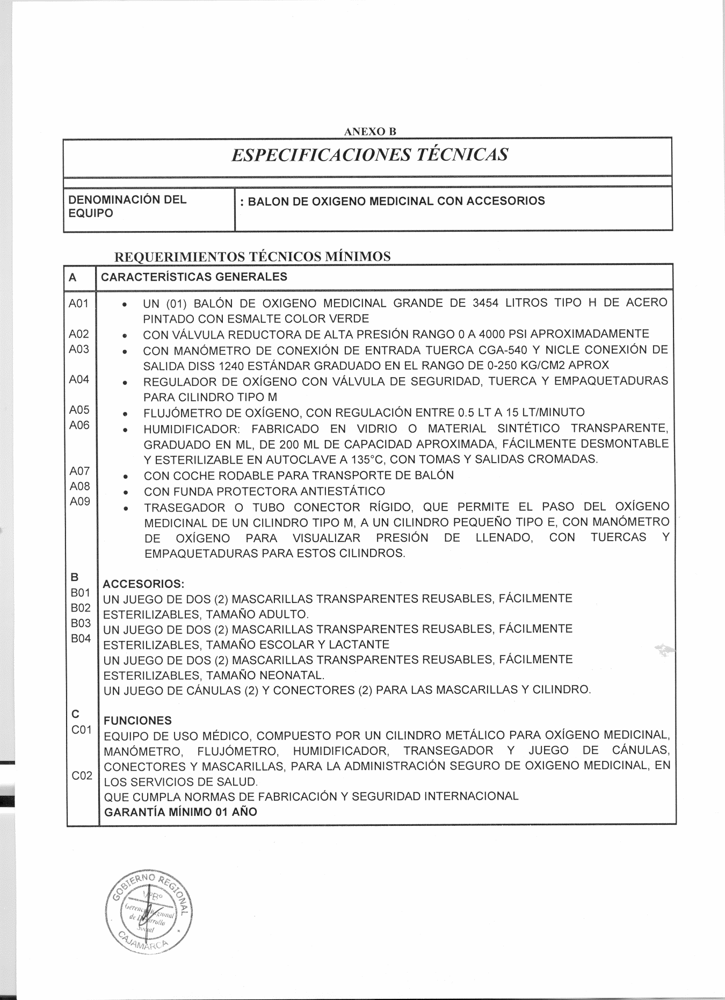 ANEXO B
ESPECIFICACIONES TÉCNICAS
DENOMINACIÓN DEL
EQUIPO
: BALON DE OXIGENO MEDICINAL CON ACCESORIOS
REQUERIMIENTOS TÉCNICOS MÍNIMOS
A CARACTERÍSTICAS GENERALES
A01 • UN (01) BALÓN DE OXIGENO MEDICINAL GRANDE DE 3454 LITROS TIPO H DE ACERO
PINTADO CON ESMALTE COLOR VERDE
A02 • CON VÁLVULA REDUCTORA DE ALTA PRESIÓN RANGO 0 A 4000 PSI APROXIMADAMENTE
A03 • CON MANÓMETRO DE CONEXIÓN DE ENTRADA TUERCA CGA-540 Y NICLE CONEXIÓN DE
SALIDA DISS 1240 ESTÁNDAR GRADUADO EN EL RANGO DE 0-250 KG/CM2 APROX
A04 • REGULADOR DE OXÍGENO CON VÁLVULA DE SEGURIDAD, TUERCA Y EMPAQUETADURAS
PARA CILINDRO TIPO M
A05 • FLUJÓMETRO DE OXÍGENO, CON REGULACIÓN ENTRE 0.5 LT A 15 LT/MINUTO
A06 • HUMIDIFICADOR: FABRICADO EN VIDRIO O MATERIAL SINTÉTICO TRANSPARENTE,
GRADUADO EN ML, DE 200 ML DE CAPACIDAD APROXIMADA, FÁCILMENTE DESMONTABLE
Y ESTERILIZABLE EN AUTOCLAVE A 135°C, CON TOMAS Y SALIDAS CROMADAS.
A07 • CON COCHE RODABLE PARA TRANSPORTE DE BALÓN
A08 • CON FUNDA PROTECTORA ANTIESTÁTICO
A09 • TRASEGADOR O TUBO CONECTOR RÍGIDO, QUE PERMITE EL PASO DEL OXÍGENO
MEDICINAL DE UN CILINDRO TIPO M, A UN CILINDRO PEQUEÑO TIPO E, CON MANÓMETRO
DE OXÍGENO PARA VISUALIZAR PRESIÓN DE LLENADO, CON TUERCAS Y
EMPAQUETADURAS PARA ESTOS CILINDROS.
B ACCESORIOS:
B01 UN JUEGO DE DOS (2) MASCARILLAS TRANSPARENTES REUSABLES, FÁCILMENTE
B02 ESTERILIZABLES, TAMAÑO ADULTO.
B03 UN JUEGO DE DOS (2) MASCARILLAS TRANSPARENTES REUSABLES, FÁCILMENTE
B04 ESTERILIZABLES, TAMAÑO ESCOLAR Y LACTANTE
UN JUEGO DE DOS (2) MASCARILLAS TRANSPARENTES REUSABLES, FÁCILMENTE
ESTERILIZABLES, TAMAÑO NEONATAL.
UN JUEGO DE CÁNULAS (2) Y CONECTORES (2) PARA LAS MASCARILLAS Y CILINDRO.
C FUNCIONES
C01 EQUIPO DE USO MÉDICO, COMPUESTO POR UN CILINDRO METÁLICO PARA OXÍGENO MEDICINAL,
MANÓMETRO, FLUJÓMETRO, HUMIDIFICADOR, TRANSEGADOR Y JUEGO DE CÁNULAS,
CONECTORES Y MASCARILLAS, PARA LA ADMINISTRACIÓN SEGURO DE OXIGENO MEDICINAL, EN
C02 LOS SERVICIOS DE SALUD.
QUE CUMPLA NORMAS DE FABRICACIÓN Y SEGURIDAD INTERNACIONAL
GARANTÍA MÍNIMO 01 AÑO
GOBIERNO REGIONAL
VºBº
Gerencia Regional
de Desarrollo
Social
CAJAMARCA